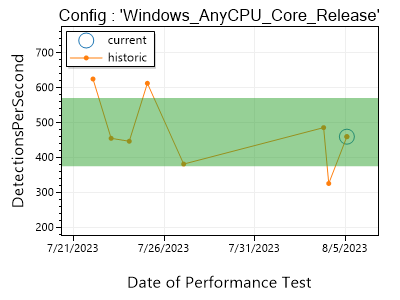 Config : 'Windows_AnyCPU_Core_Release'
current
historic
DetectionsPerSecond
700
600
500
400
300
200
7/21/2023
7/26/2023
7/31/2023
8/5/2023
Date of Performance Test